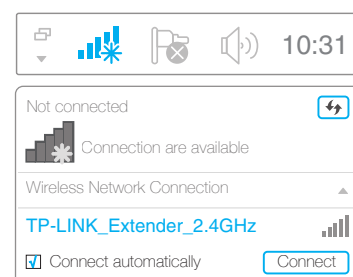 10:31
Not connected
Connection are available
Wireless Network Connection
TP-LINK_Extender_2.4GHz
Connect automatically
Connect